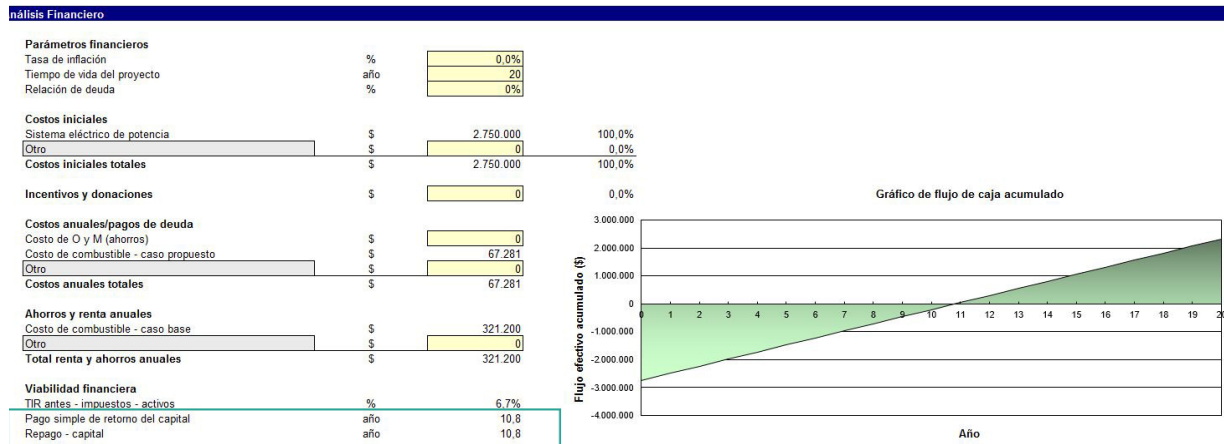 nálisis Financiero
Parámetros financieros
Tasa de inflación % 0,0%
Tiempo de vida del proyecto año 20
Relación de deuda % 0%
Costos iniciales
Sistema eléctrico de potencia $ 2.750.000 100,0%
Otro $ 0 0,0%
Costos iniciales totales $ 2.750.000 100,0%
Incentivos y donaciones $ 0 0,0%
Costos anuales/pagos de deuda
Costo de O y M (ahorros) $ 0
Costo de combustible - caso propuesto $ 67.281
Otro $ 0
Costos anuales totales $ 67.281
Ahorros y renta anuales
Costo de combustible - caso base $ 321.200
Otro $ 0
Total renta y ahorros anuales $ 321.200
Viabilidad financiera
TIR antes - impuestos - activos % 6,7%
Pago simple de retorno del capital año 10,8
Repago - capital año 10,8
Gráfico de flujo de caja acumulado
Flujo efectivo acumulado ($)
3.000.000
2.000.000
1.000.000
0
-1.000.000
-2.000.000
-3.000.000
-4.000.000
0 1 2 3 4 5 6 7 8 9 10 11 12 13 14 15 16 17 18 19 20
Año